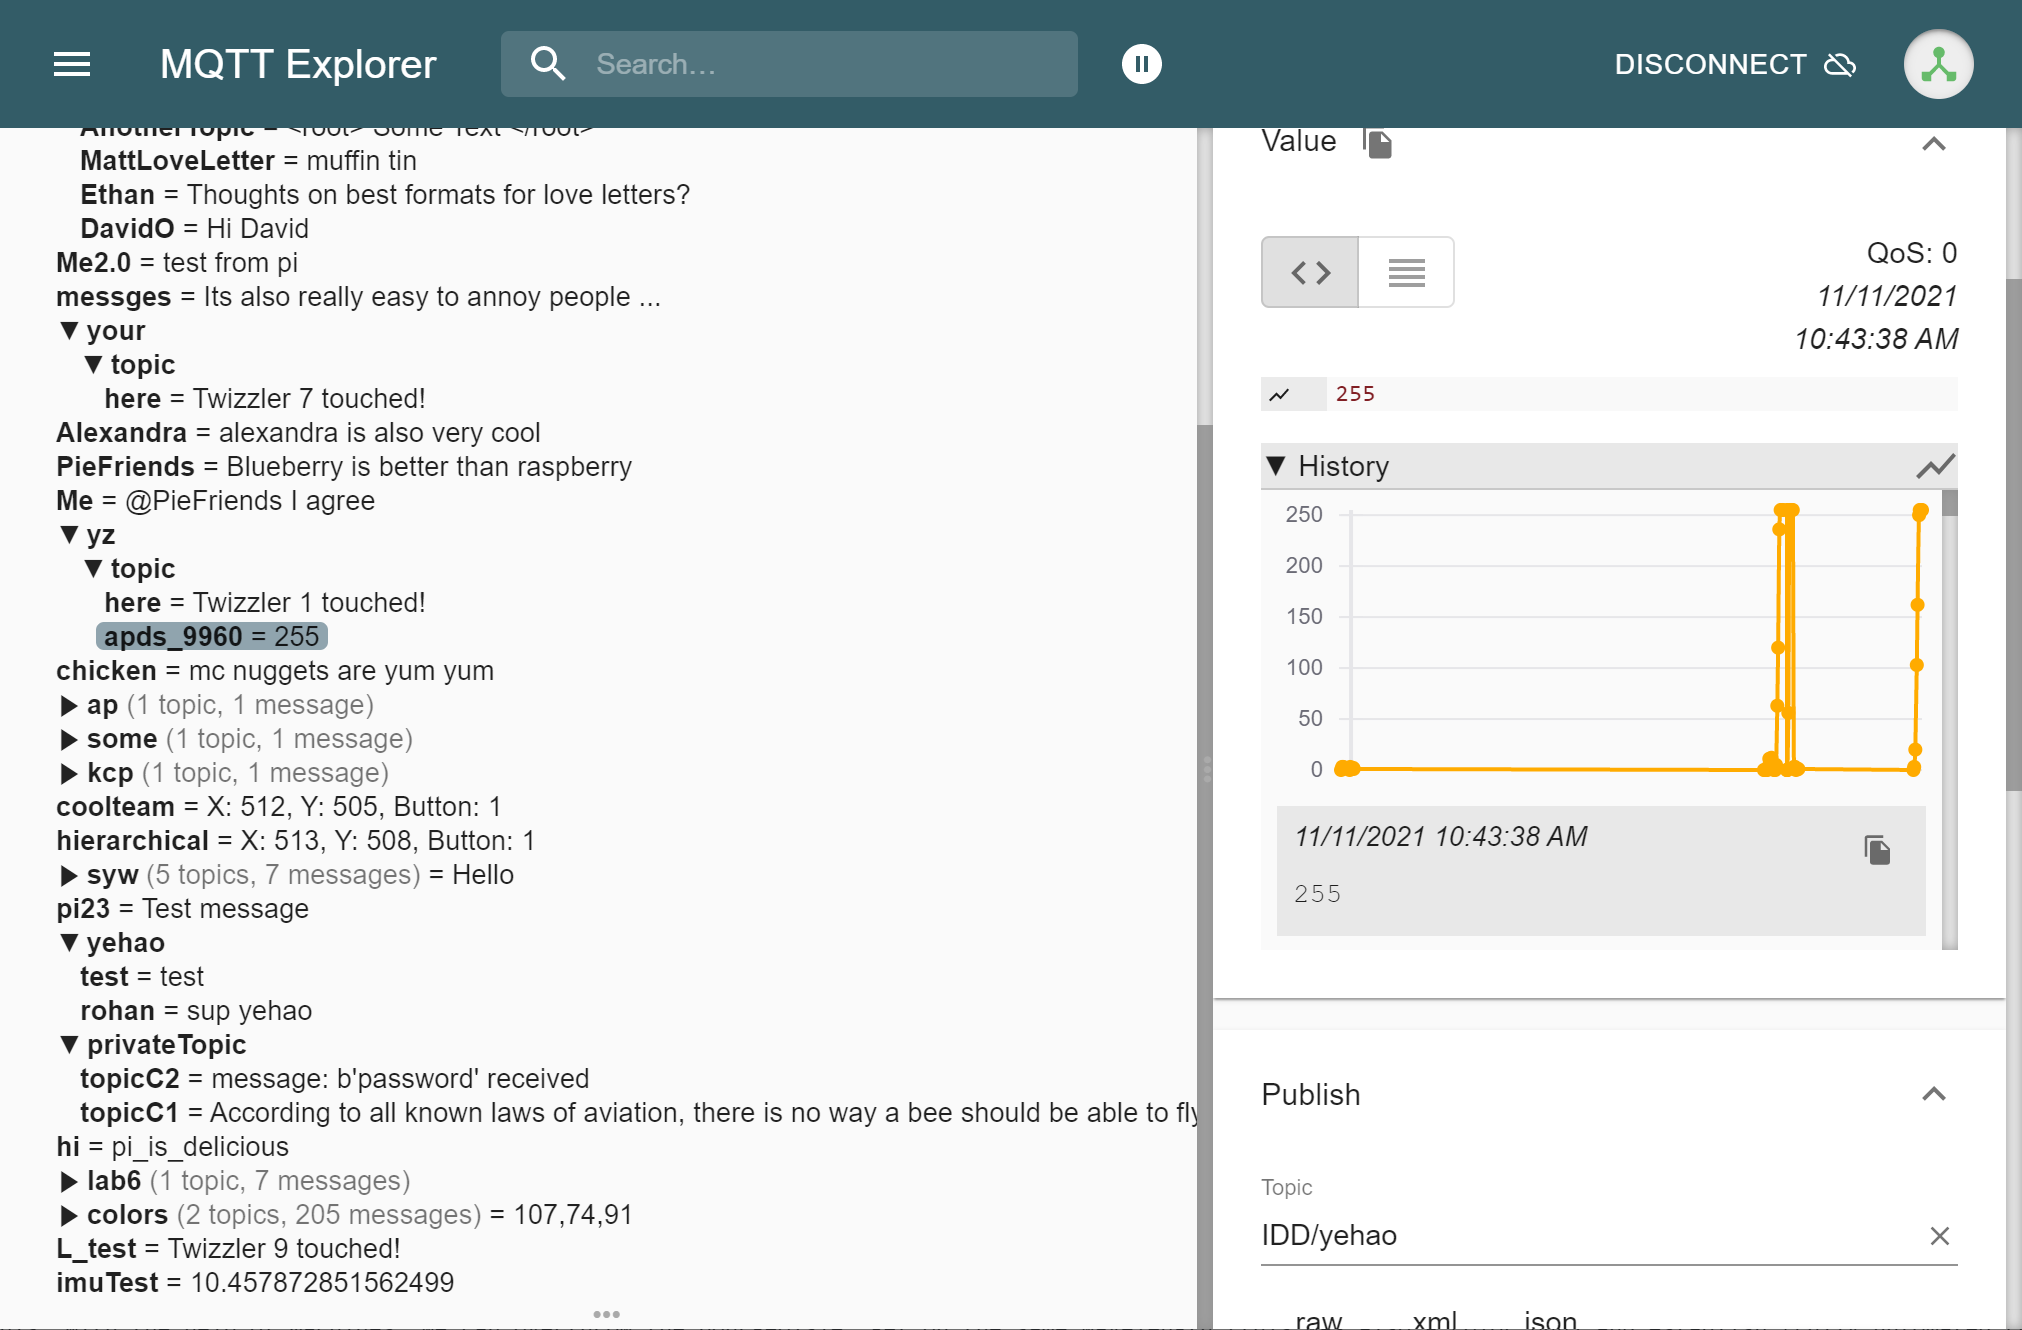 MQTT Explorer
Search...
DISCONNECT
AnotherTopic = <root> Some Text </root>
MattLoveLetter = muffin tin
Ethan = Thoughts on best formats for love letters?
DavidO = Hi David
Me2.0 = test from pi
messges = Its also really easy to annoy people ...
▼ your
▼ topic
here = Twizzler 7 touched!
Alexandra = alexandra is also very cool
PieFriends = Blueberry is better than raspberry
Me = @PieFriends I agree
▼ yz
▼ topic
here = Twizzler 1 touched!
apds_9960 = 255
chicken = mc nuggets are yum yum
▶ ap (1 topic, 1 message)
▶ some (1 topic, 1 message)
▶ kcp (1 topic, 1 message)
coolteam = X: 512, Y: 505, Button: 1
hierarchical = X: 513, Y: 508, Button: 1
▶ syw (5 topics, 7 messages) = Hello
pi23 = Test message
▼ yehao
test = test
rohan = sup yehao
▼ privateTopic
topicC2 = message: b'password' received
topicC1 = According to all known laws of aviation, there is no way a bee should be able to fly
hi = pi_is_delicious
▶ lab6 (1 topic, 7 messages)
▶ colors (2 topics, 205 messages) = 107,74,91
L_test = Twizzler 9 touched!
imuTest = 10.457872851562499
Value
QoS: 0
11/11/2021
10:43:38 AM
255
▼ History
250
200
150
100
50
0
11/11/2021 10:43:38 AM
255
Publish
Topic
IDD/yehao
raw xml json